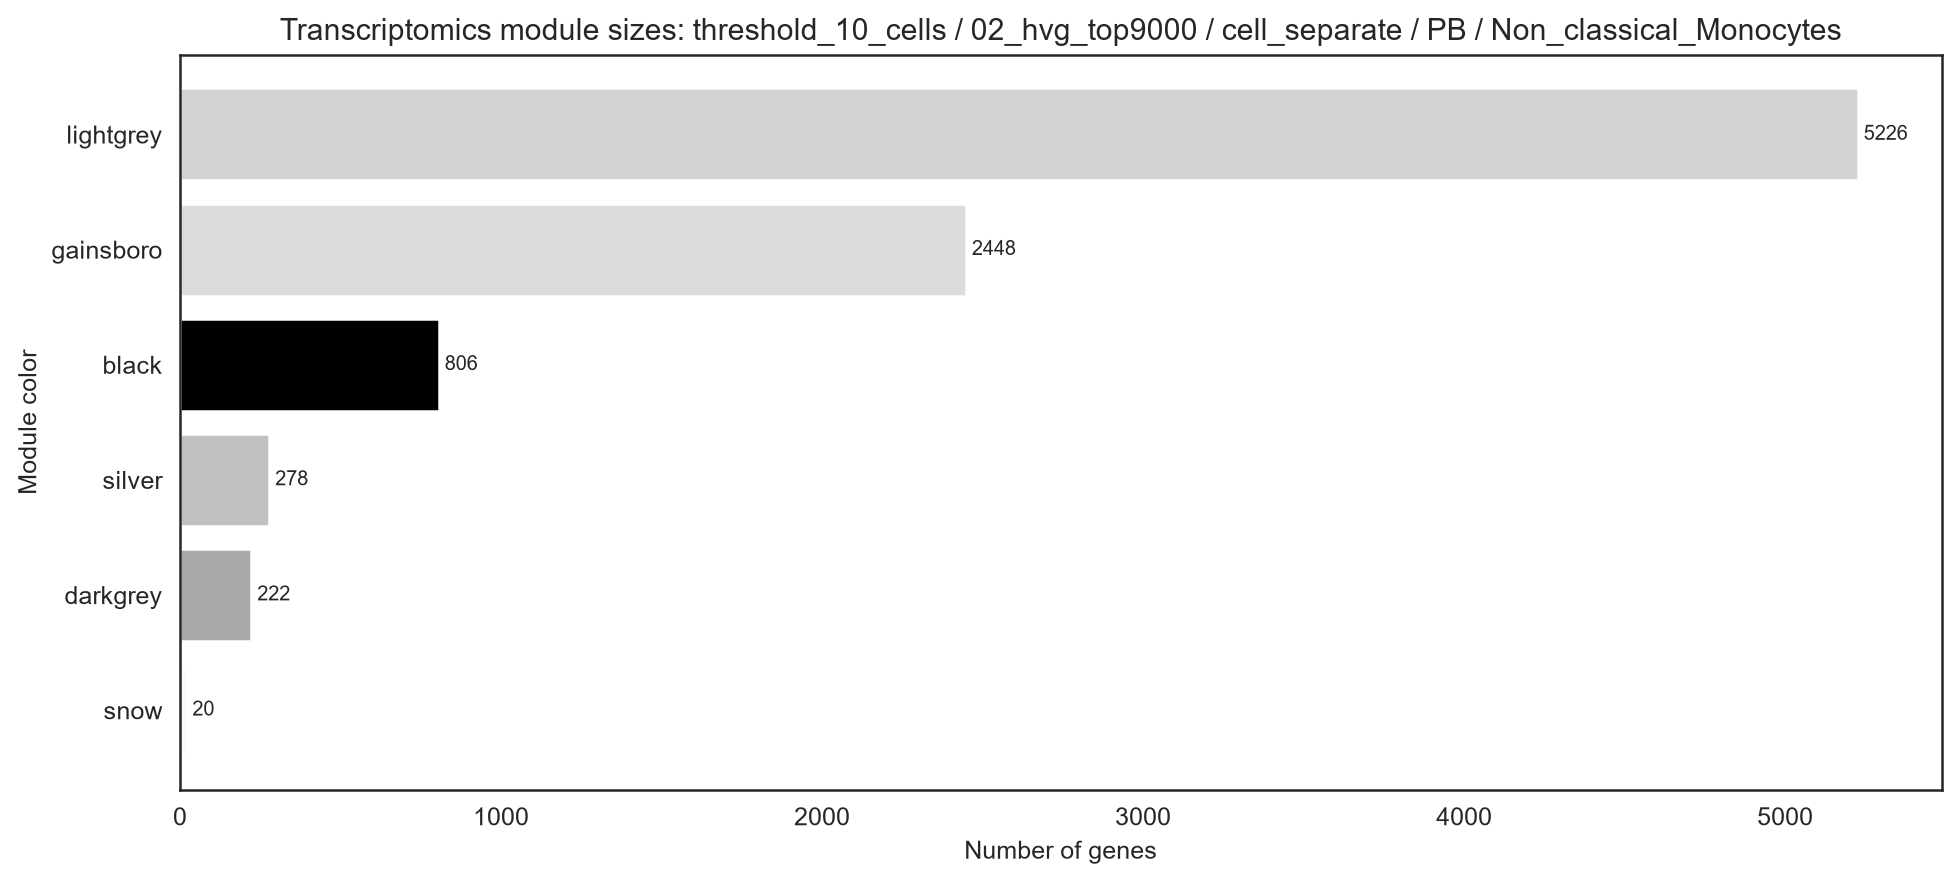 Transcriptomics module sizes: threshold_10_cells / 02_hvg_top9000 / cell_separate / PB / Non_classical_Monocytes
lightgrey
5226
gainsboro
2448
black
806
silver
278
darkgrey
222
snow
20
Module color
0 1000 2000 3000 4000 5000
Number of genes